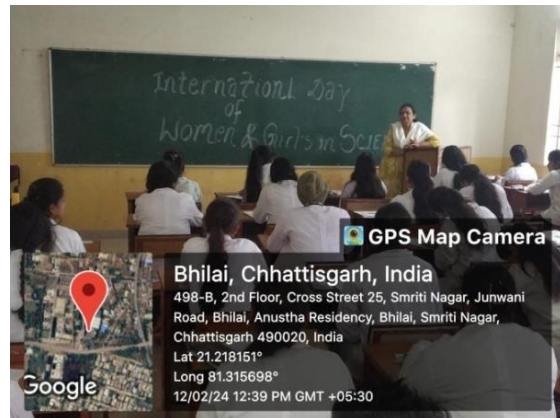 Internationl Day
of
Women & Girls in SCIE
GPS Map Camera
Bhilai, Chhattisgarh, India
498-B, 2nd Floor, Cross Street 25, Smriti Nagar, Junwani
Road, Bhilai, Anustha Residency, Bhilai, Smriti Nagar,
Chhattisgarh 490020, India
Lat 21.218151°
Long 81.315698°
12/02/24 12:39 PM GMT +05:30
Google